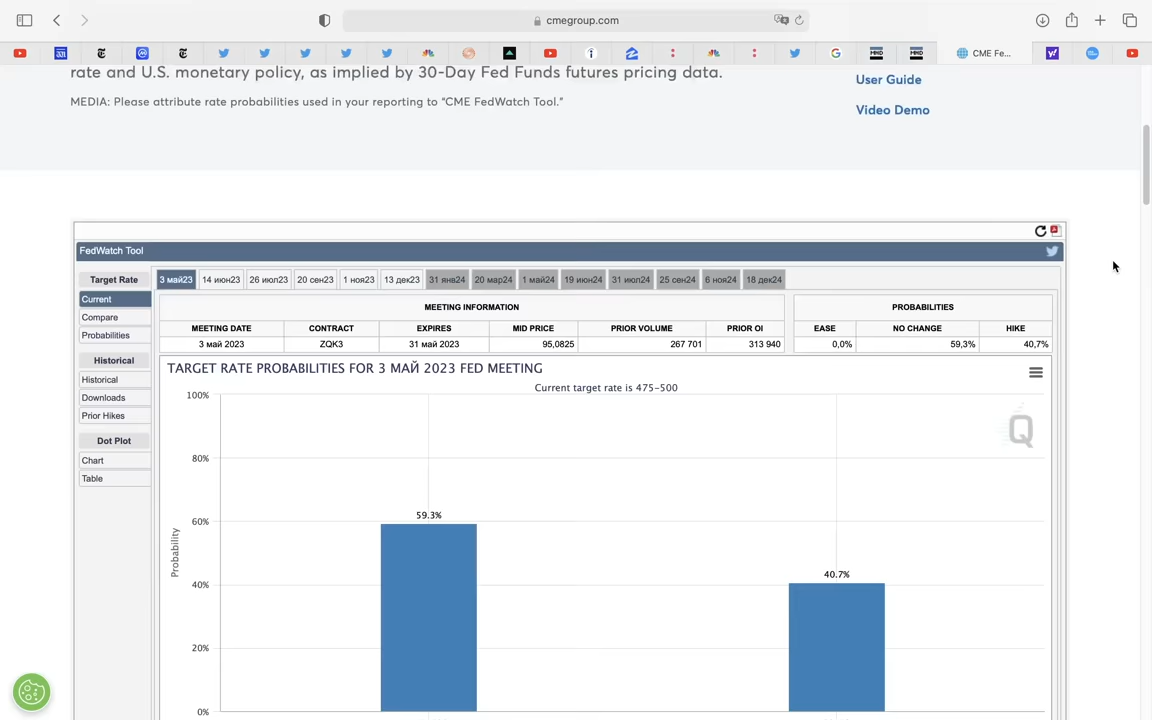 cmegroup.com
CME Fe...
rate and U.S. monetary policy, as implied by 30-Day Fed Funds futures pricing data.
User Guide
MEDIA: Please attribute rate probabilities used in your reporting to "CME FedWatch Tool."
Video Demo
FedWatch Tool
Target Rate
Current
Compare
Probabilities
Historical
Historical
Downloads
Prior Hikes
Dot Plot
Chart
Table
3 май23 14 июн23 26 июл23 20 сен23 1 ноя23 13 дек23 31 янв24 20 мар24 1 май24 19 июн24 31 июл24 25 сен24 6 ноя24 18 дек24
MEETING INFORMATION
MEETING DATE CONTRACT EXPIRES MID PRICE PRIOR VOLUME PRIOR OI
3 май 2023 ZQK3 31 май 2023 95,0825 267 701 313 940
PROBABILITIES
EASE NO CHANGE HIKE
0,0% 59,3% 40,7%
TARGET RATE PROBABILITIES FOR 3 МАЙ 2023 FED MEETING
Current target rate is 475-500
Q
100%
80%
60%
40%
20%
0%
Probability
59.3%
40.7%